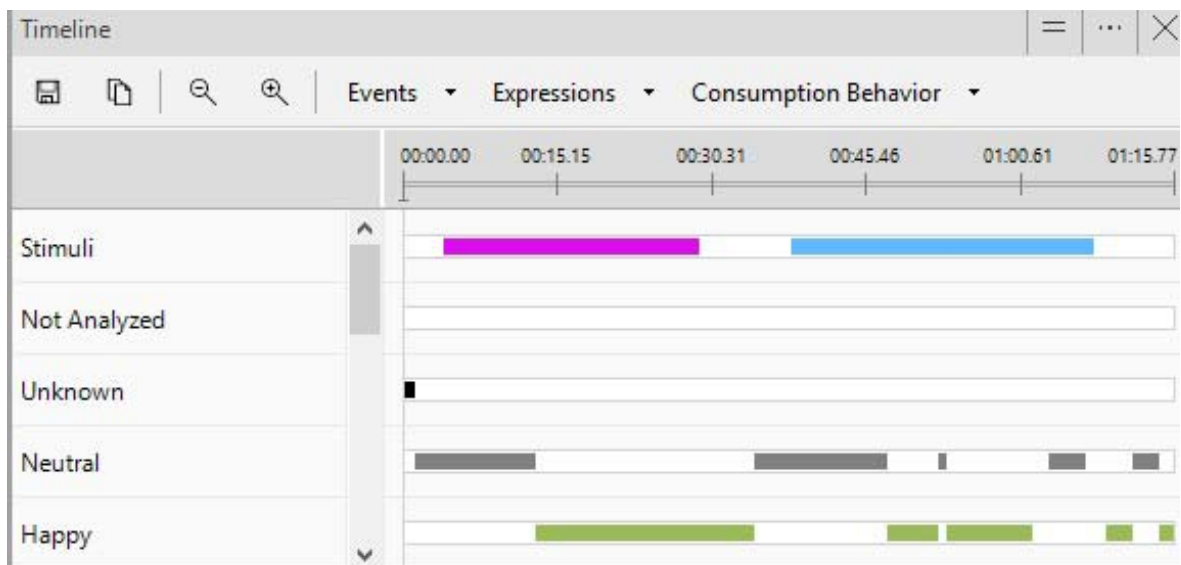 Timeline
Events Expressions Consumption Behavior
00:00.00 00:15.15 00:30.31 00:45.46 01:00.61 01:15.77
Stimuli
Not Analyzed
Unknown
Neutral
Happy